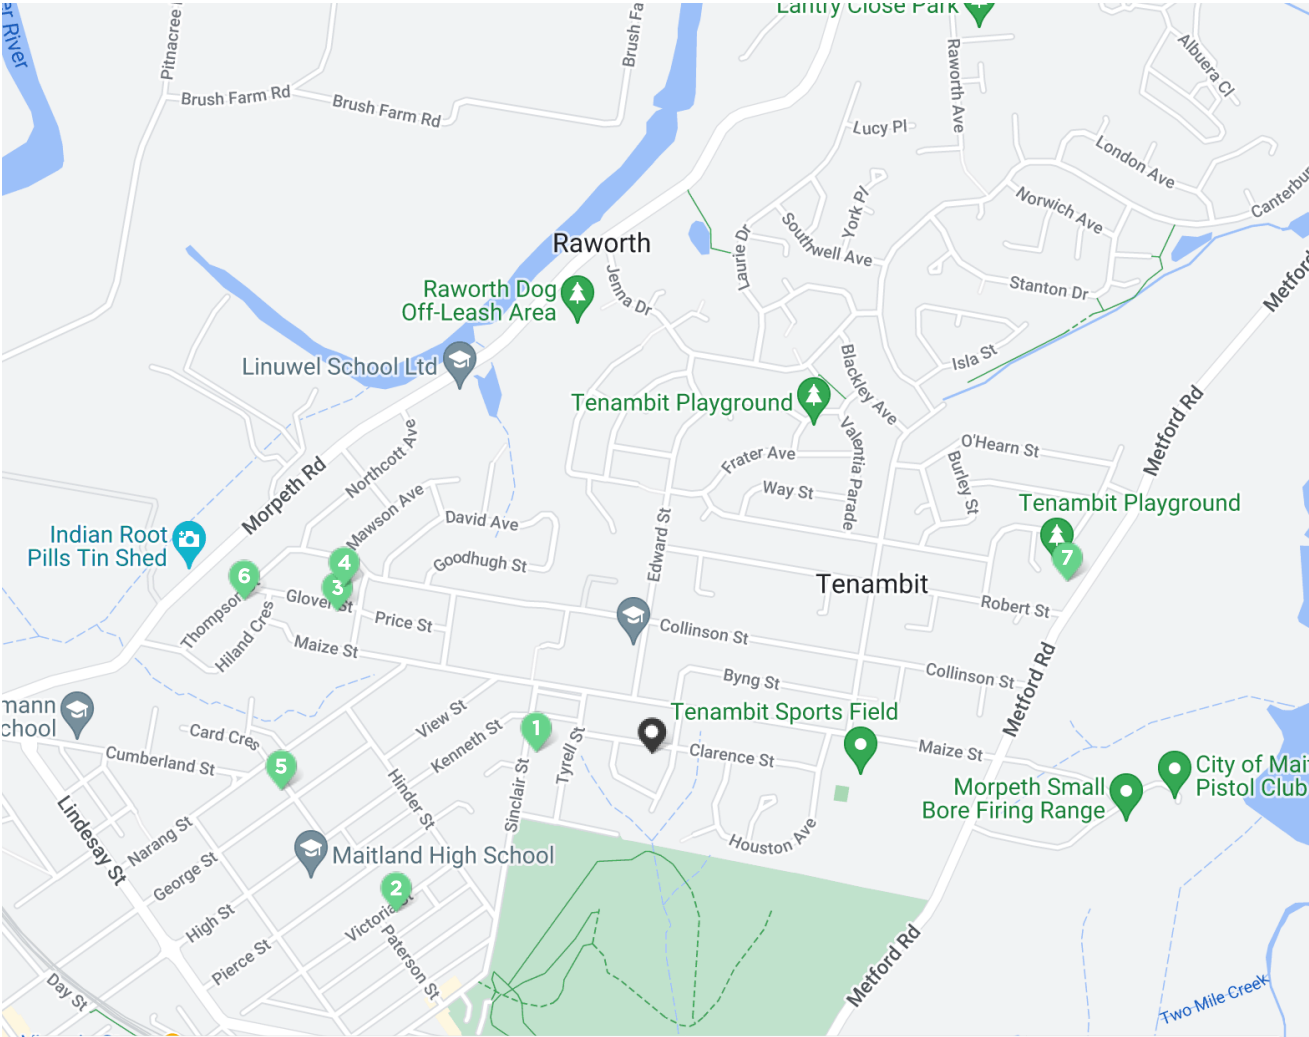 Lantry Close Park
er River
Pitnacree
Brush Fa
Brush Farm Rd
Brush Farm Rd
Raworth Ave
Albuera Cl
Lucy Pl
London Ave
York Pl
Norwich Ave
Canterbur
Southwell Ave
Laurie Dr
Raworth
Jenna Dr
Stanton Dr
Metford
Raworth Dog
Off-Leash Area
Linuwel School Ltd
Isla St
Blackley Ave
Tenambit Playground
Valentia Parade
Metford Rd
Northcott Ave
O'Hearn St
Frater Ave
Burley St
Way St
Morpeth Rd
Mawson Ave
David Ave
Tenambit Playground
Indian Root
Pills Tin Shed
Edward St
Goodhugh St
7
4
6
3
Tenambit
Thompson St
Glover St
Robert St
Price St
Hiland Cres
Collinson St
Maize St
Collinson St
Byng St
Metford Rd
mann
chool
View St
Tenambit Sports Field
Card Cres
Kenneth St
1
Clarence St
Maize St
Cumberland St
Tyrell St
5
City of Mai
Pistol Club
Morpeth Small
Bore Firing Range
Hinder St
Sinclair St
Lindesay St
Narang St
Houston Ave
Maitland High School
George St
2
High St
Victoria St
Pierce St
Paterson St
Metford Rd
Day St
Two Mile Creek